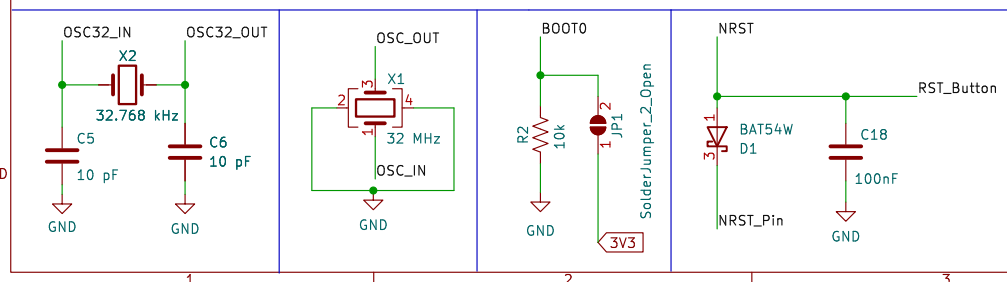 OSC32_IN
OSC32_OUT
X2
32.768 kHz
C5
10 pF
C6
10 pF
GND
GND
OSC_OUT
X1
3
2
4
1
32 MHz
OSC_IN
GND
BOOT0
R2
10k
2
JP1
1
SolderJumper_2_Open
GND
3V3
NRST
RST_Button
1
BAT54W
D1
3
C18
100nF
NRST_Pin
GND
D
1
2
3